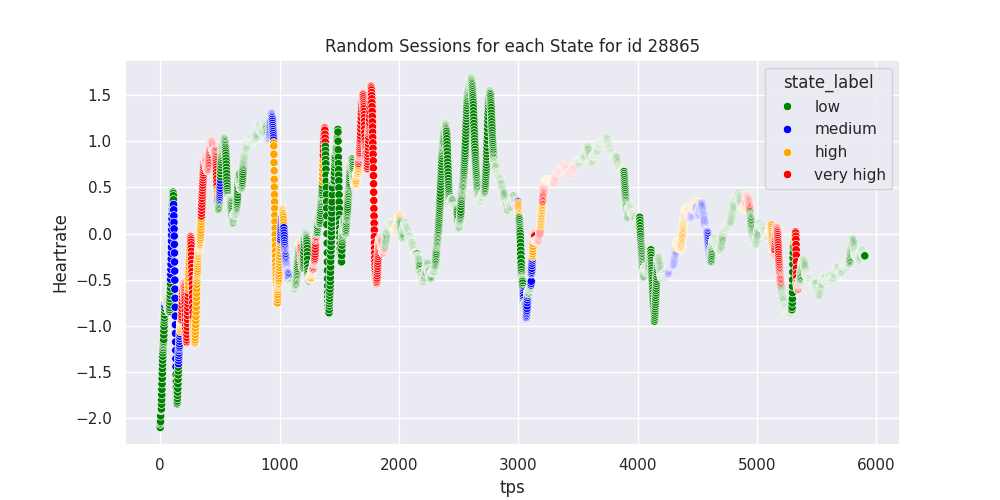 Random Sessions for each State for id 28865
state_label
low
medium
high
very high
Heartrate
1.5
1.0
0.5
0.0
−0.5
−1.0
−1.5
−2.0
0 1000 2000 3000 4000 5000 6000
tps